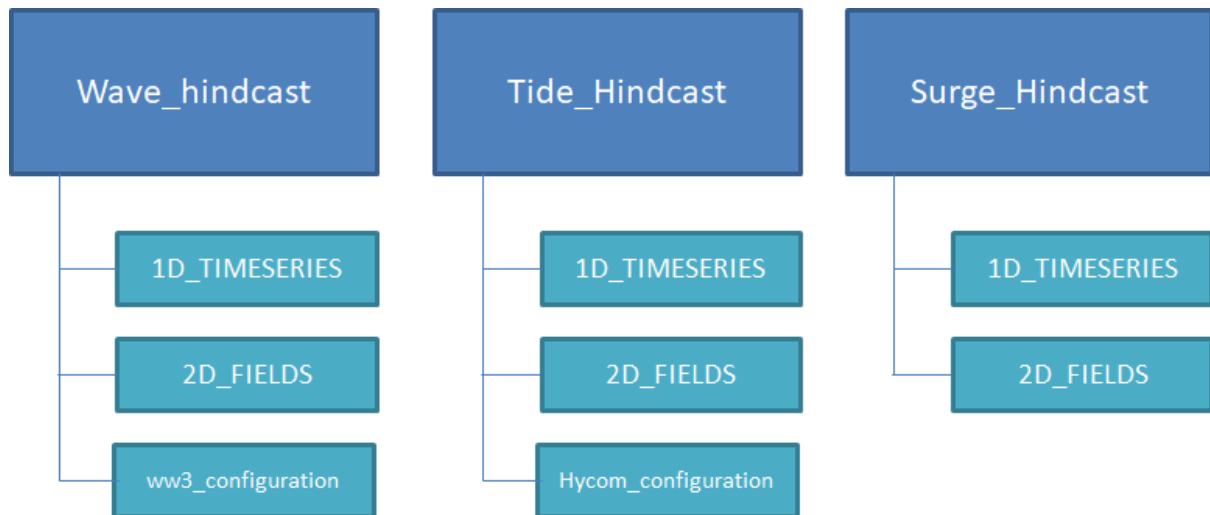 Wave_hindcast
1D_TIMESERIES
2D_FIELDS
ww3_configuration
Tide_Hindcast
1D_TIMESERIES
2D_FIELDS
Hycom_configuration
Surge_Hindcast
1D_TIMESERIES
2D_FIELDS